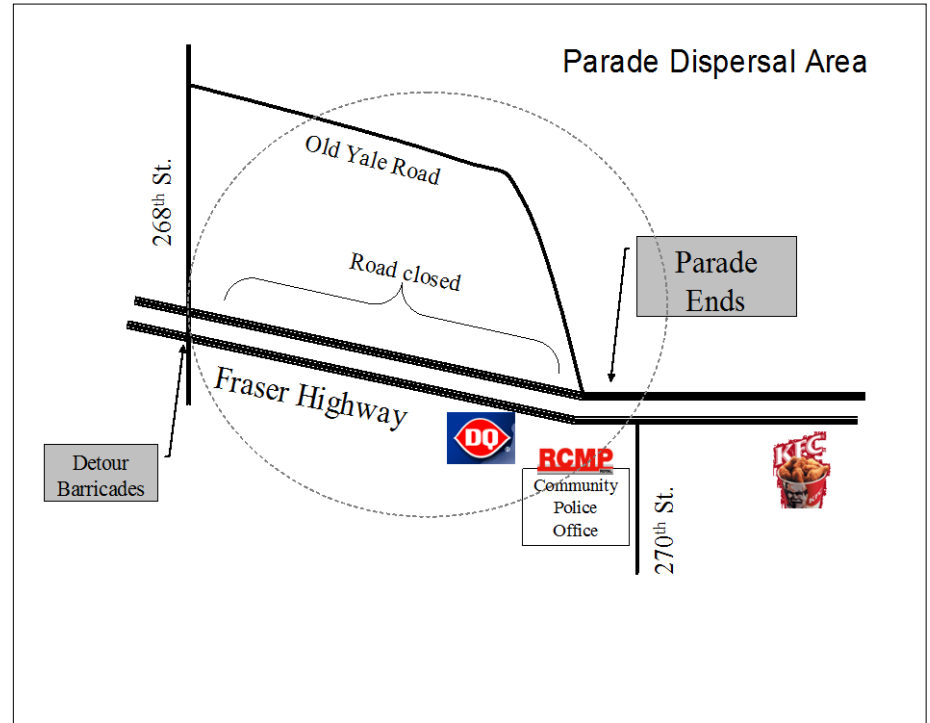 Parade Dispersal Area
Old Yale Road
268th St.
Road closed
Parade
Ends
Fraser Highway
DQ
KFC
Detour
Barricades
RCMP
Community
Police
Office
270th St.